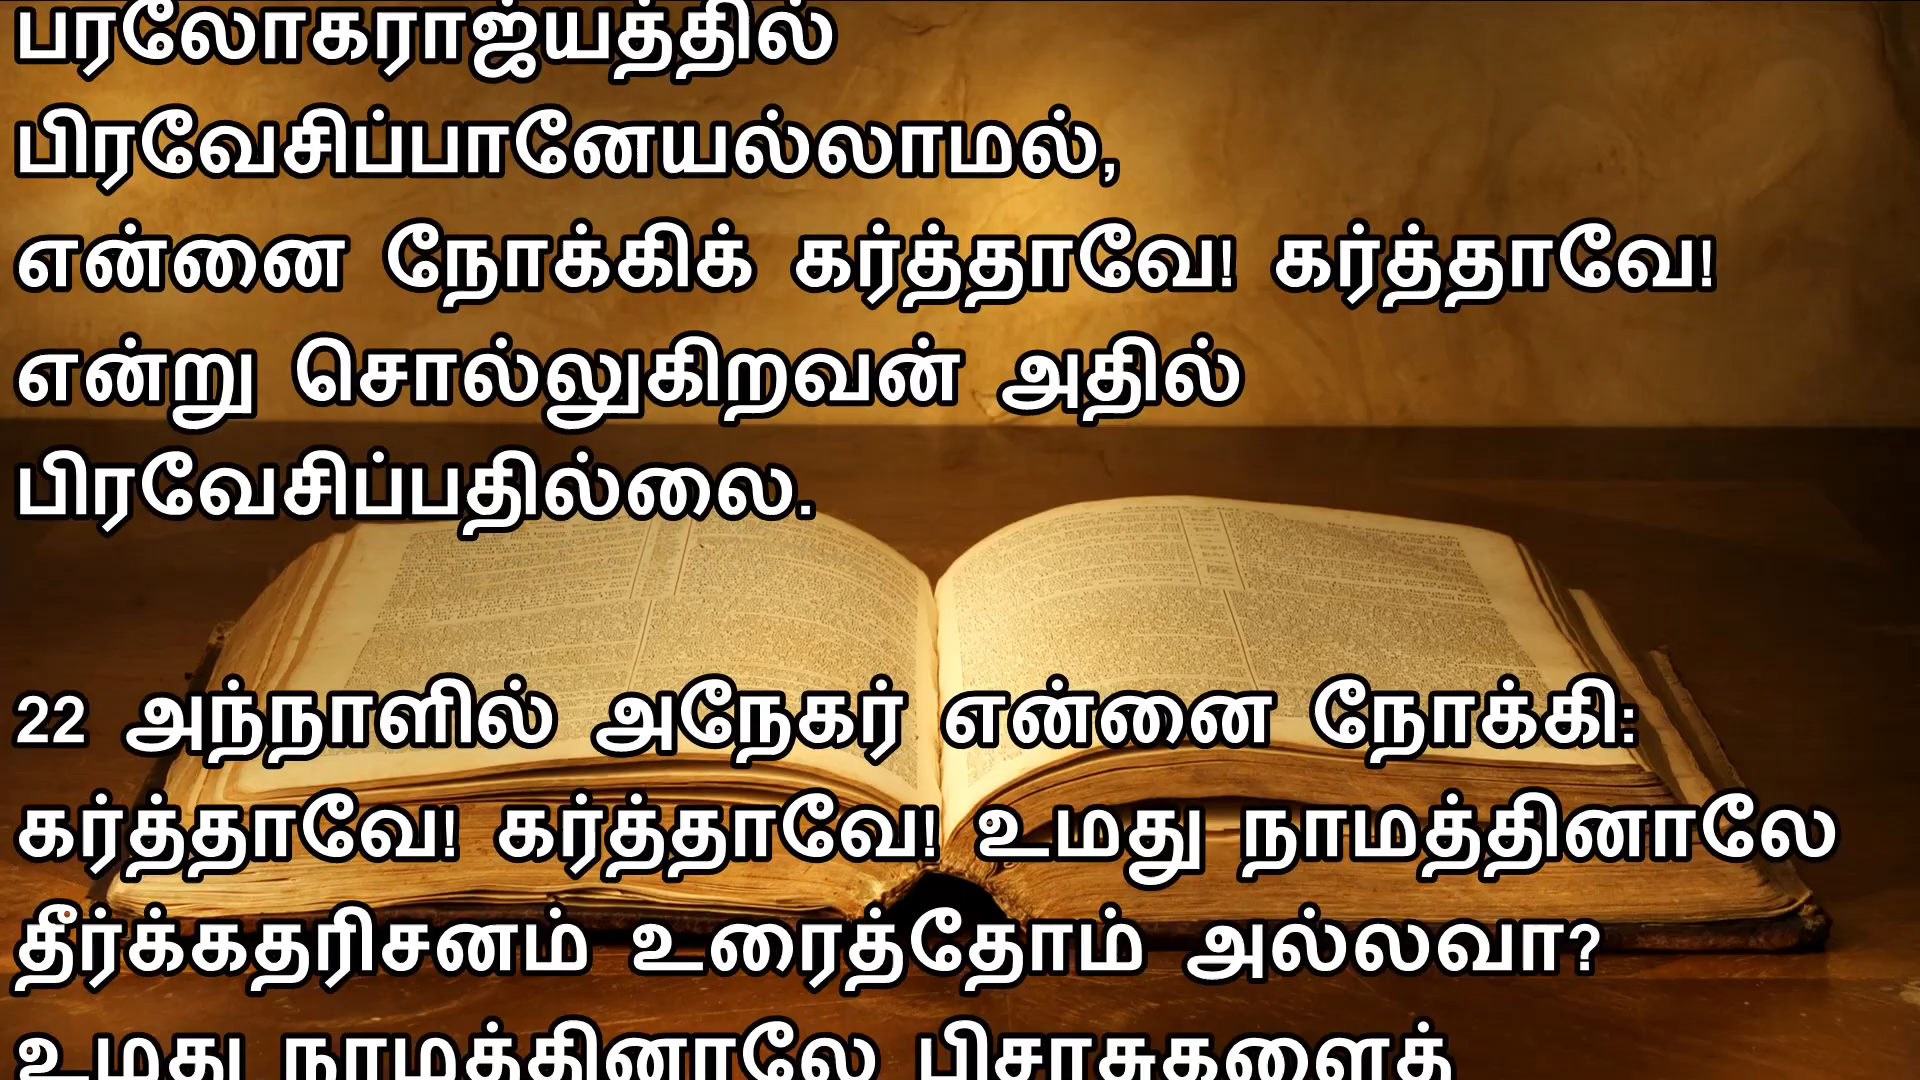 பரலோகராஜ்யத்தில்
பிரவேசிப்பானேயல்லாமல்,
என்னை நோக்கிக் கர்த்தாவே! கர்த்தாவே!
என்று சொல்லுகிறவன் அதில்
பிரவேசிப்பதில்லை.
22 அந்நாளில் அநேகர் என்னை நோக்கி:
கர்த்தாவே! கர்த்தாவே! உமது நாமத்தினாலே
தீர்க்கதரிசனம் உரைத்தோம் அல்லவா?
உமது நாமத்தினாலே பிசாசுகளைத்